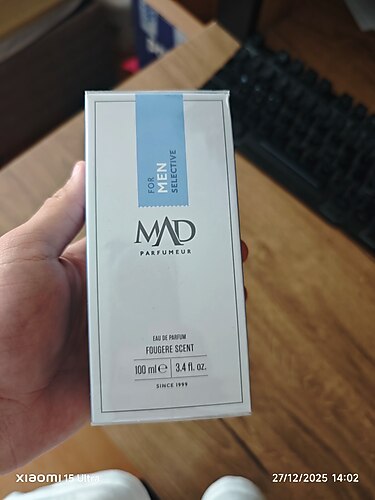 FOR
MEN
SELECTIVE
MAD
PARFUMEUR
EAU DE PARFUM
FOUGERE SCENT
100 ml ℮ 3.4 fl. oz.
SINCE 1999
XIAOMI 15 Ultra 27/12/2025 14:02